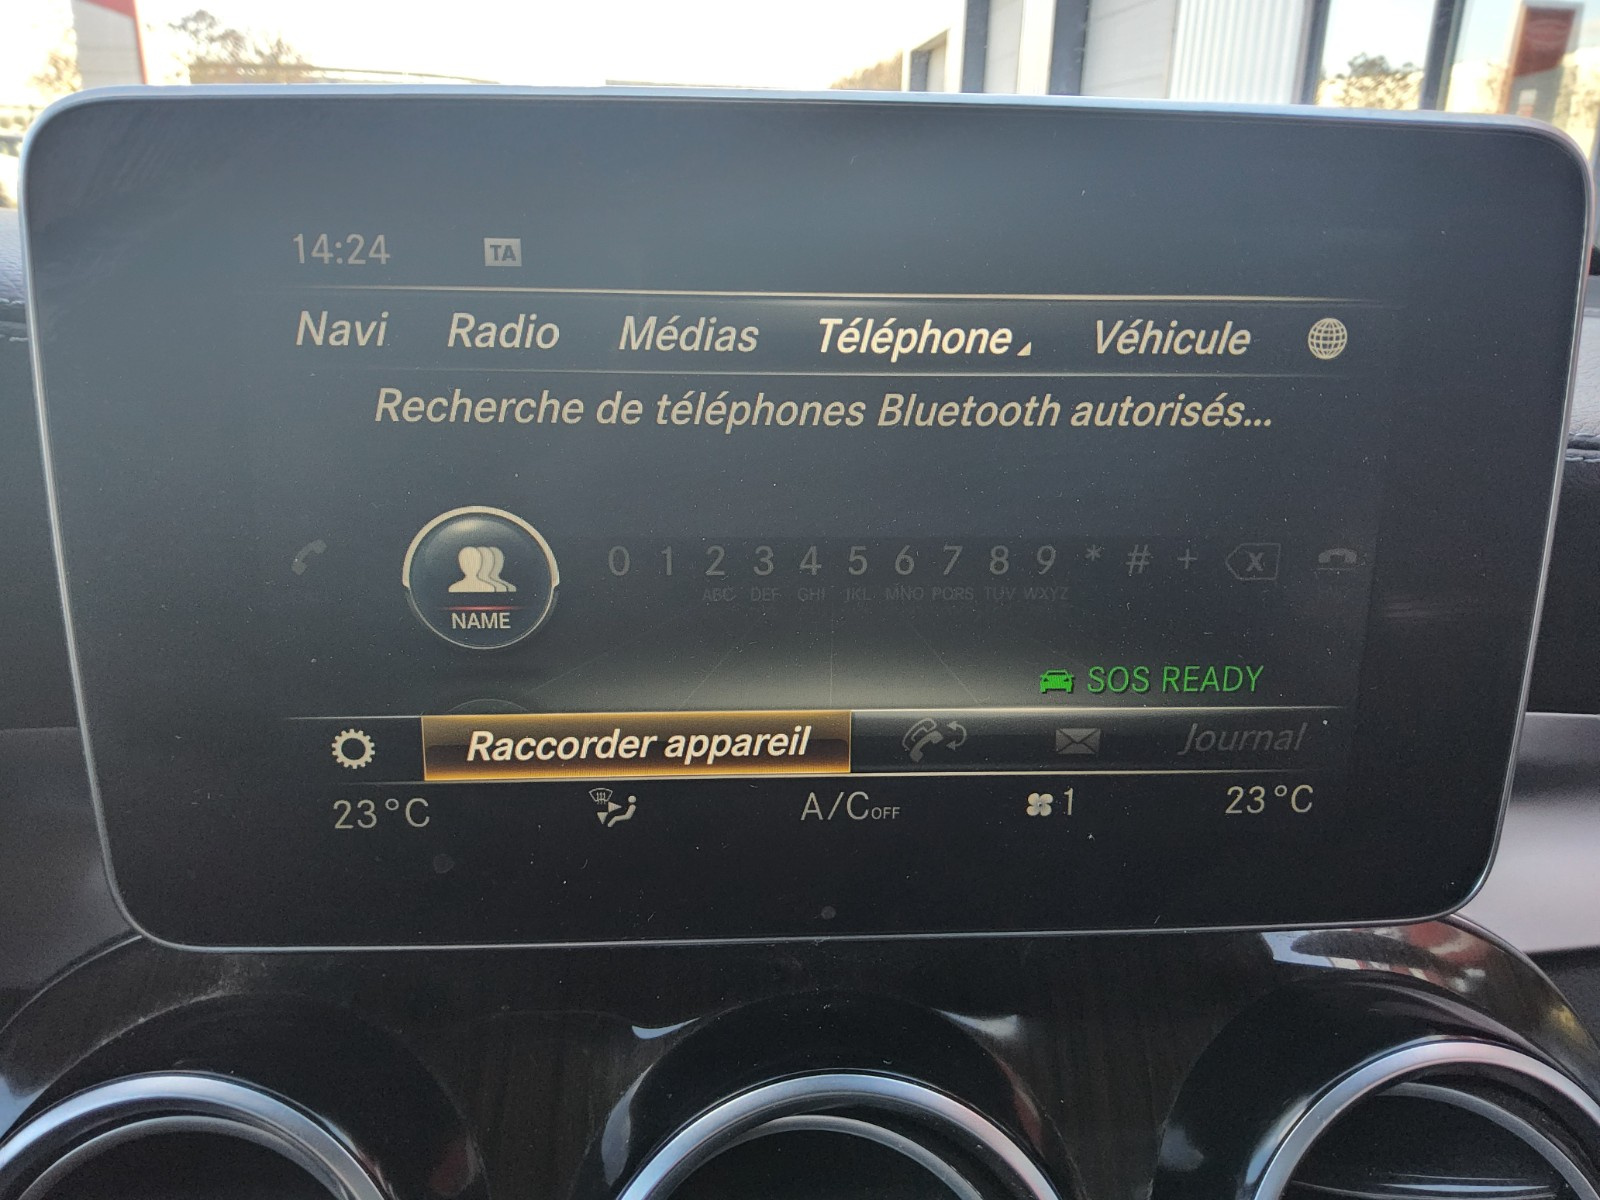 14:24 TA
Navi Radio Médias Téléphone Véhicule
Recherche de téléphones Bluetooth autorisés...
NAME 0 1 2 3 4 5 6 7 8 9 * # + X
ABC DEF GHI JKL MNO PQRS TUV WXYZ
SOS READY
Raccorder appareil Journal
23°C A/C OFF 1 23°C